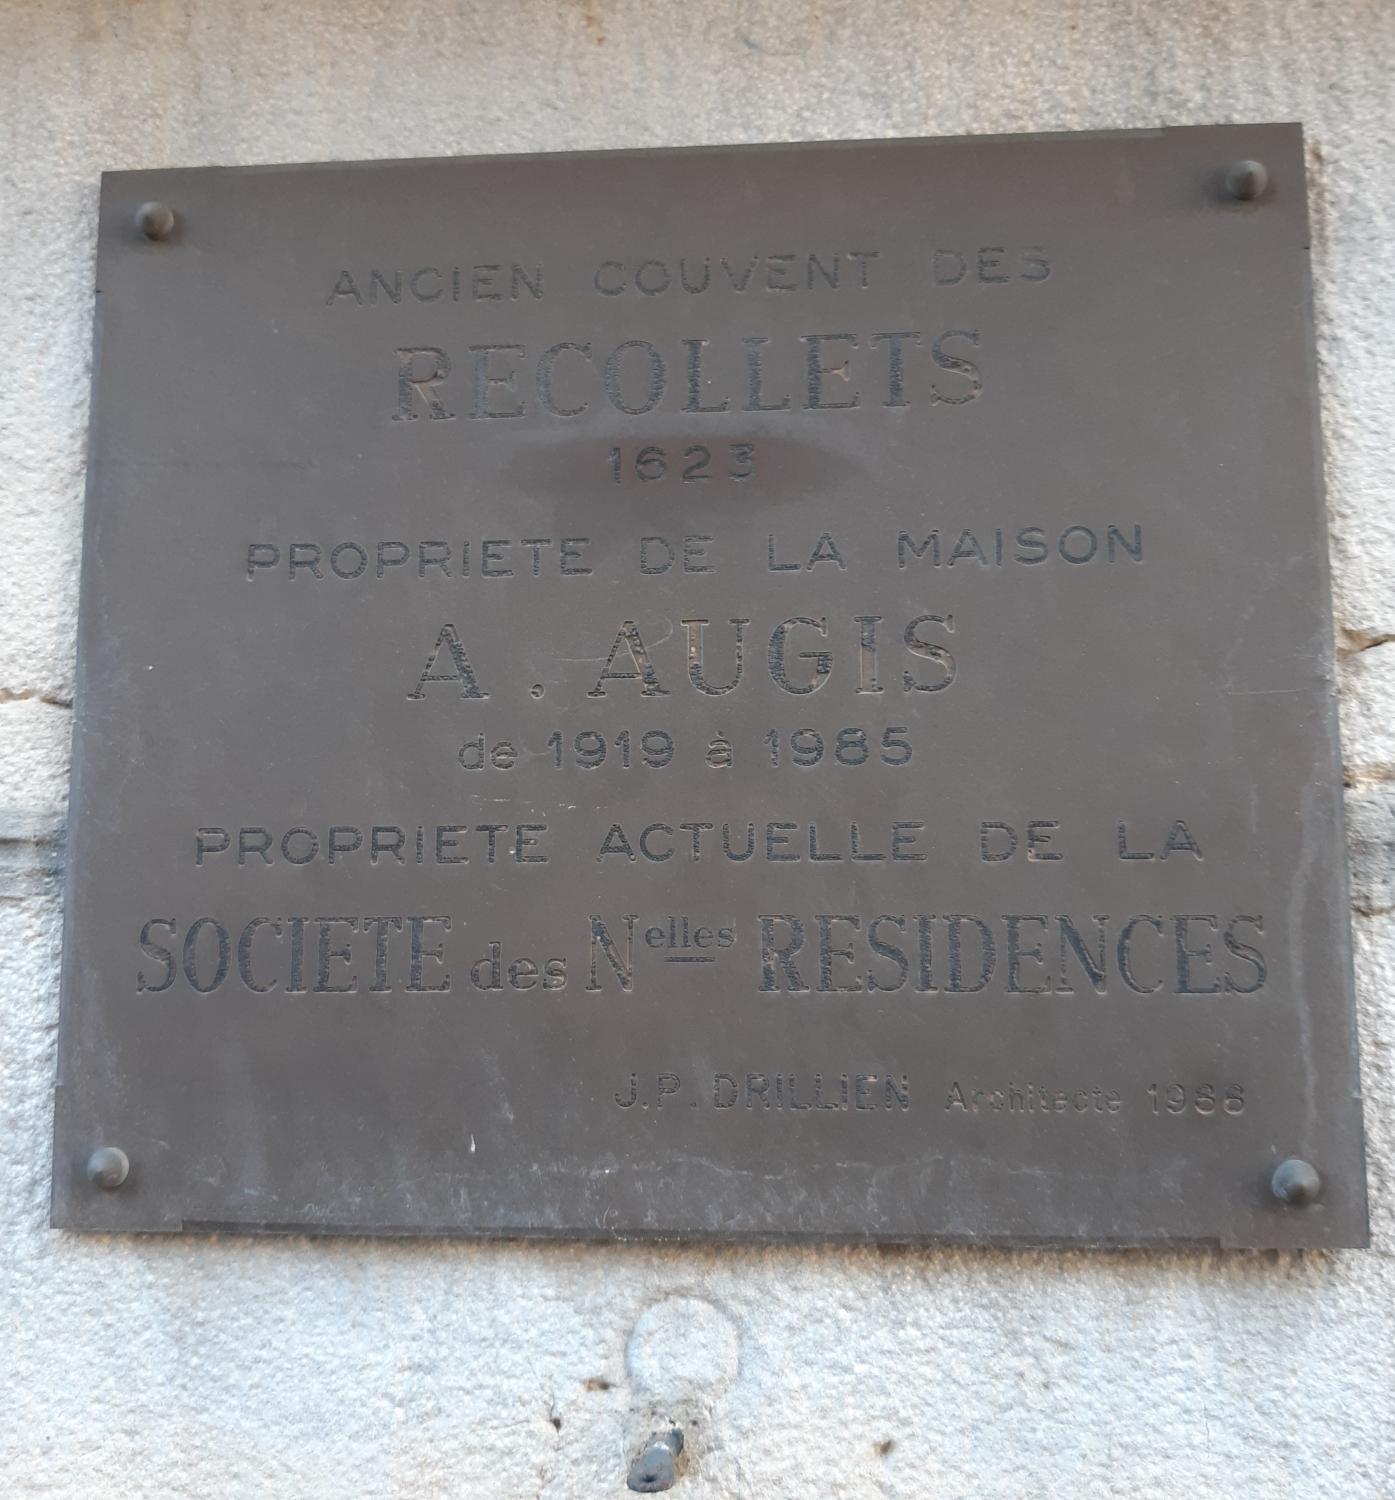 ANCIEN COUVENT DES
RECOLLETS
1623
PROPRIETE DE LA MAISON
A. AUGIS
de 1919 à 1985
PROPRIETE ACTUELLE DE LA
SOCIETE des Nelles RESIDENCES
J.P. DRILLIEN Architecte 1988